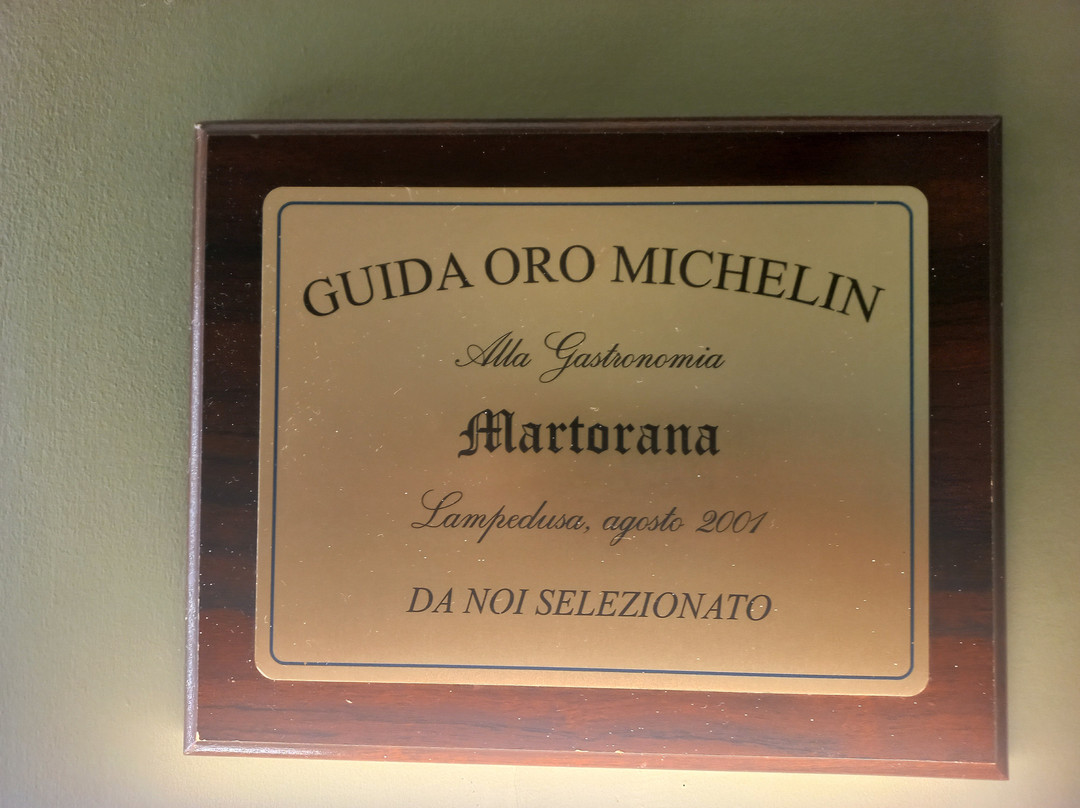 GUIDA ORO MICHELIN
Alla Gastronomia
Martorana
Lampedusa, agosto 2001
DA NOI SELEZIONATO